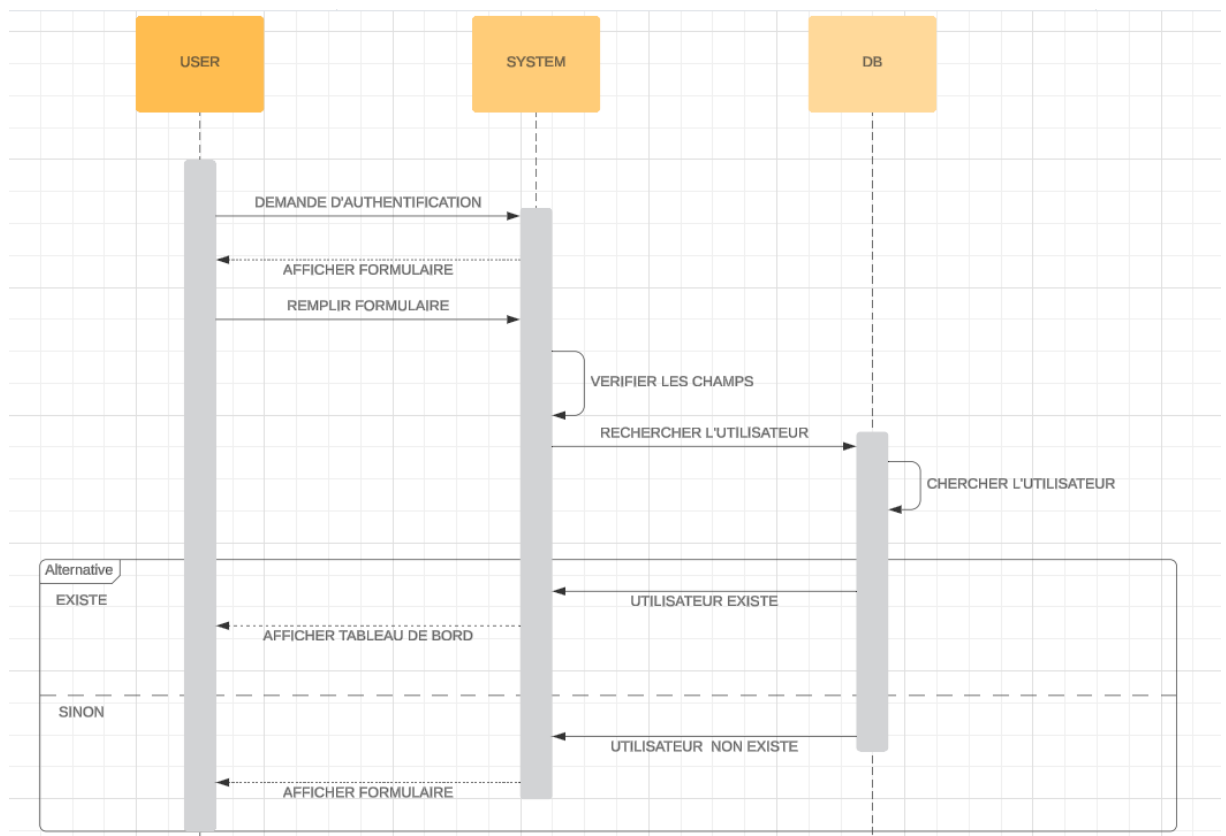 USER
SYSTEM
DB
DEMANDE D'AUTHENTIFICATION
AFFICHER FORMULAIRE
REMPLIR FORMULAIRE
VERIFIER LES CHAMPS
RECHERCHER L'UTILISATEUR
CHERCHER L'UTILISATEUR
Alternative
EXISTE
UTILISATEUR EXISTE
AFFICHER TABLEAU DE BORD
SINON
UTILISATEUR NON EXISTE
AFFICHER FORMULAIRE